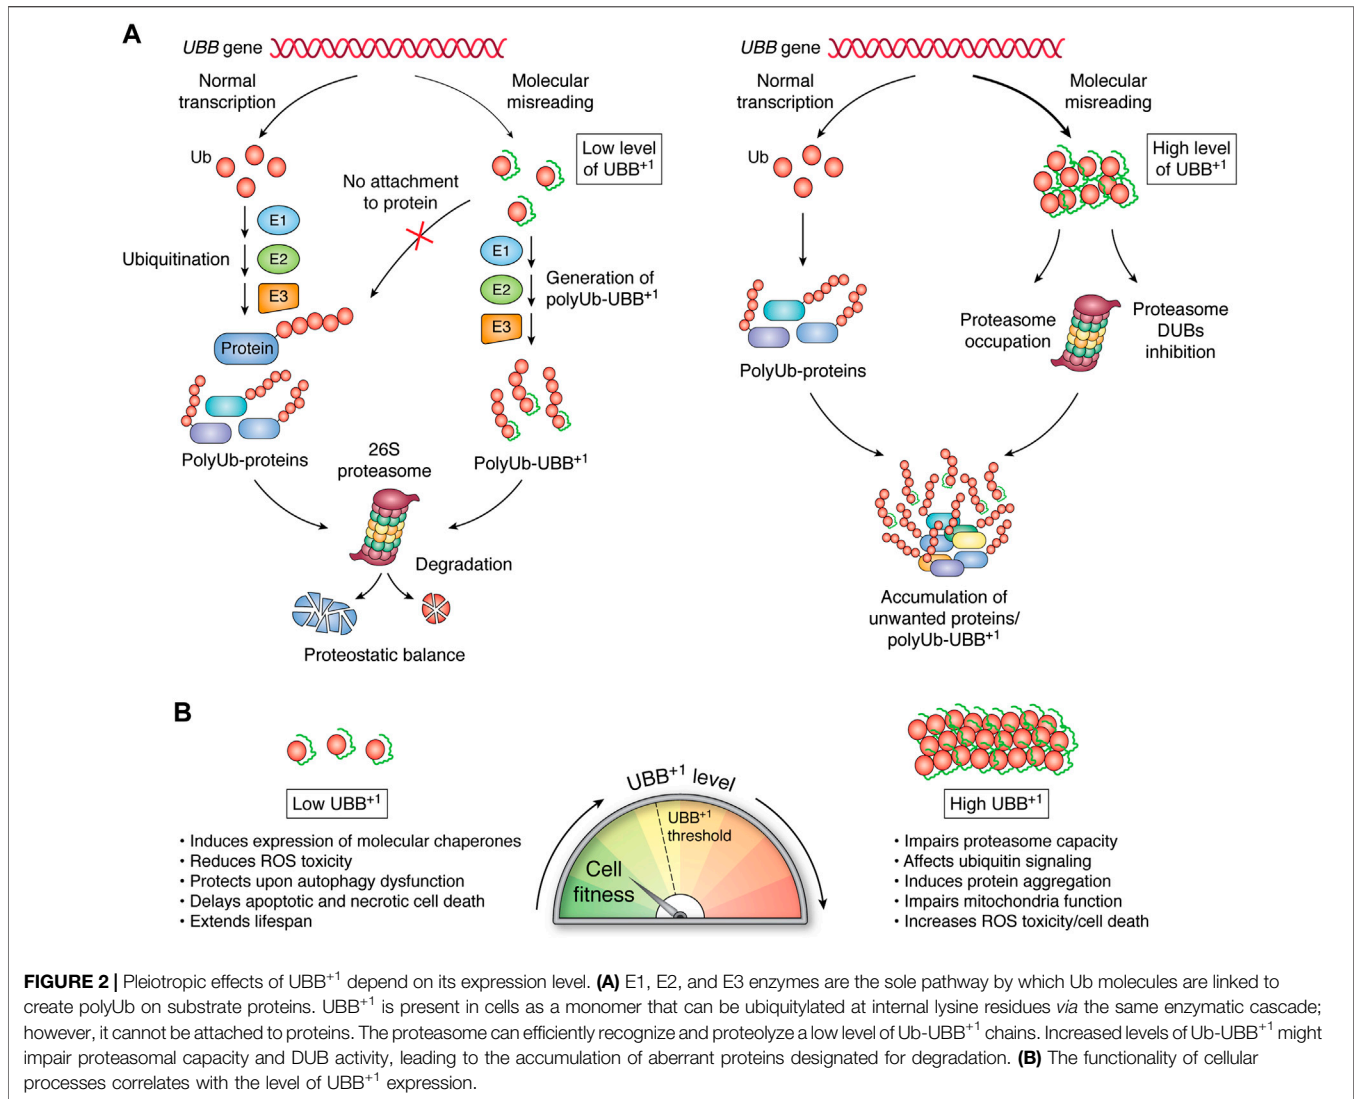 A
UBB gene
Normal
transcription
Molecular
misreading
Ub
Low level
of UBB+1
No attachment
to protein
E1
Ubiquitination
E2
E3
E1
E2
E3
Generation of
polyUb-UBB+1
Protein
PolyUb-proteins
26S
proteasome
PolyUb-UBB+1
Degradation
Proteostatic balance
UBB gene
Normal
transcription
Molecular
misreading
Ub
High level
of UBB+1
Proteasome
occupation
Proteasome
DUBs
inhibition
PolyUb-proteins
Accumulation of
unwanted proteins/
polyUb-UBB+1
B
Low UBB+1
• Induces expression of molecular chaperones
• Reduces ROS toxicity
• Protects upon autophagy dysfunction
• Delays apoptotic and necrotic cell death
• Extends lifespan
UBB+1 level
UBB+1
threshold
Cell
fitness
High UBB+1
• Impairs proteasome capacity
• Affects ubiquitin signaling
• Induces protein aggregation
• Impairs mitochondria function
• Increases ROS toxicity/cell death
FIGURE 2 | Pleiotropic effects of UBB+1 depend on its expression level. (A) E1, E2, and E3 enzymes are the sole pathway by which Ub molecules are linked to
create polyUb on substrate proteins. UBB+1 is present in cells as a monomer that can be ubiquitylated at internal lysine residues via the same enzymatic cascade;
however, it cannot be attached to proteins. The proteasome can efficiently recognize and proteolyze a low level of Ub-UBB+1 chains. Increased levels of Ub-UBB+1 might
impair proteasomal capacity and DUB activity, leading to the accumulation of aberrant proteins designated for degradation. (B) The functionality of cellular
processes correlates with the level of UBB+1 expression.